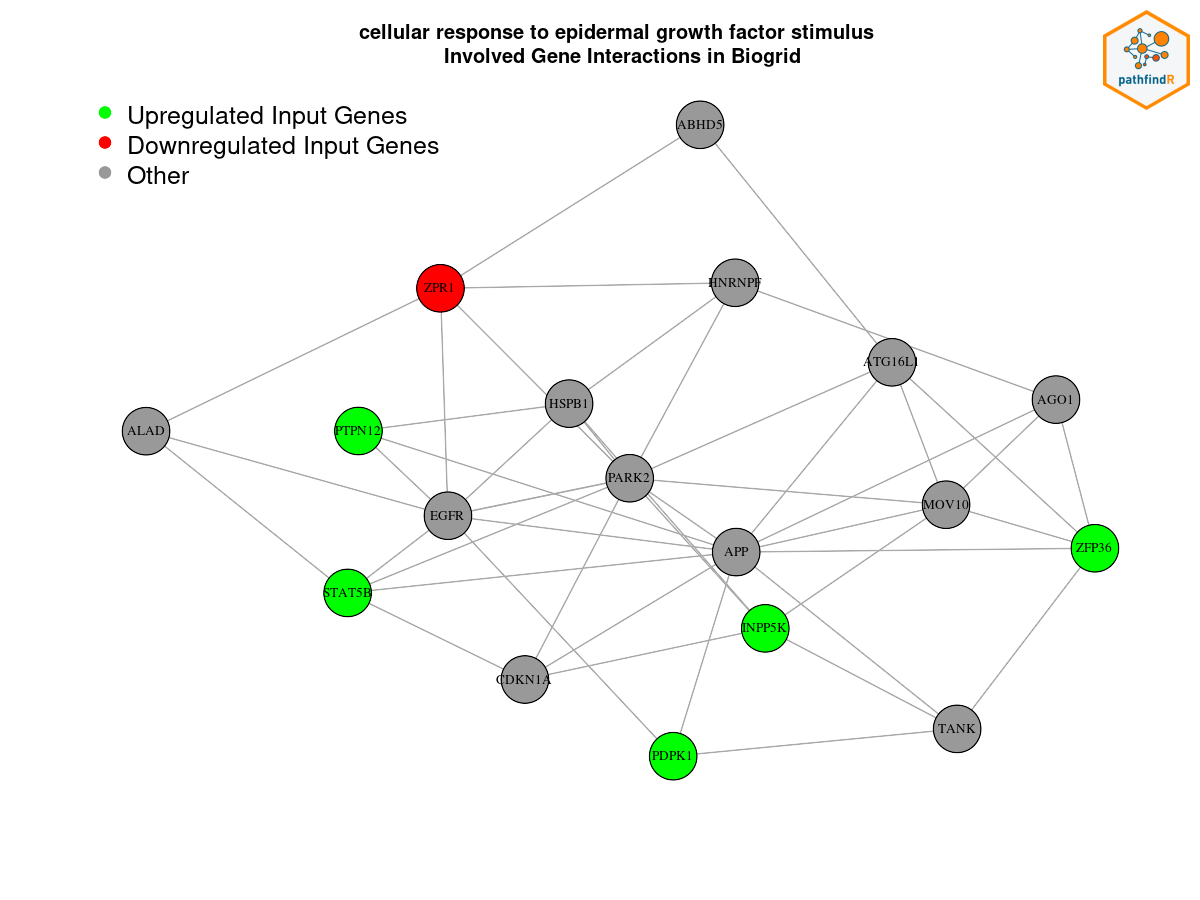 cellular response to epidermal growth factor stimulus
Involved Gene Interactions in Biogrid
pathfindR
Upregulated Input Genes
Downregulated Input Genes
Other
ABHD5
ZPR1
HNRNPF
ATG16L1
HSPB1
AGO1
ALAD
PTPN12
PARK2
EGFR
MOV10
APP
ZFP36
STAT5B
INPP5K
CDKN1A
TANK
PDPK1